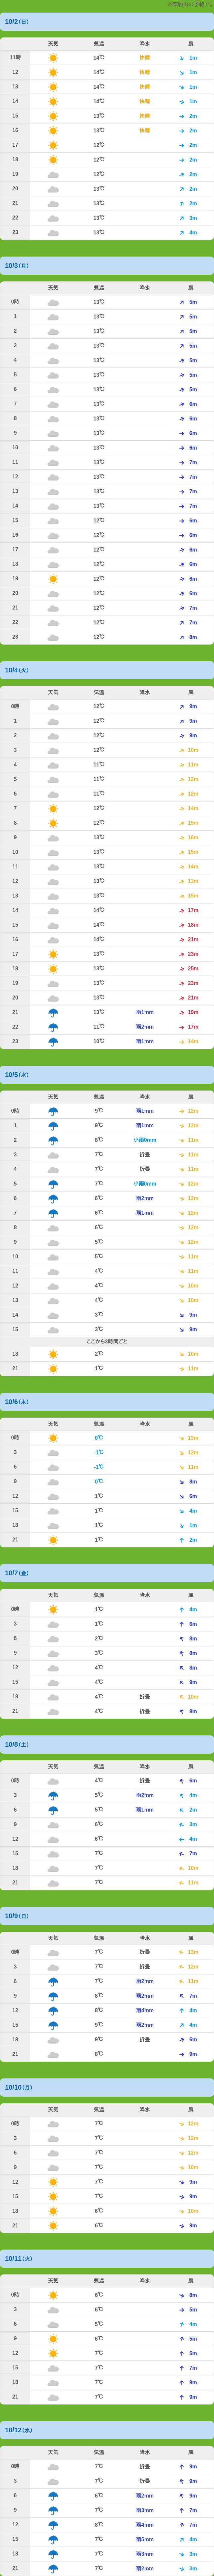 ※東駒山の予報です
10/2 (日)
天気 気温 降水 風
11時 14℃ 快晴 1m
12 14℃ 快晴 1m
13 14℃ 快晴 1m
14 14℃ 快晴 1m
15 13℃ 快晴 2m
16 13℃ 快晴 2m
17 12℃ 2m
18 12℃ 2m
19 12℃ 2m
20 13℃ 2m
21 13℃ 2m
22 13℃ 3m
23 13℃ 4m
10/3 (月)
天気 気温 降水 風
0時 13℃ 5m
1 13℃ 5m
2 13℃ 5m
3 13℃ 5m
4 13℃ 5m
5 13℃ 5m
6 13℃ 5m
7 13℃ 6m
8 13℃ 6m
9 13℃ 6m
10 13℃ 6m
11 13℃ 7m
12 13℃ 7m
13 13℃ 7m
14 13℃ 7m
15 12℃ 6m
16 12℃ 6m
17 12℃ 6m
18 12℃ 6m
19 12℃ 6m
20 12℃ 6m
21 12℃ 7m
22 12℃ 7m
23 12℃ 8m
10/4 (火)
天気 気温 降水 風
0時 12℃ 9m
1 12℃ 9m
2 12℃ 9m
3 12℃ 10m
4 11℃ 11m
5 11℃ 12m
6 11℃ 12m
7 12℃ 14m
8 12℃ 15m
9 13℃ 16m
10 13℃ 15m
11 13℃ 14m
12 13℃ 13m
13 13℃ 15m
14 14℃ 17m
15 14℃ 18m
16 14℃ 21m
17 13℃ 23m
18 13℃ 25m
19 13℃ 23m
20 13℃ 21m
21 13℃ 雨1mm 19m
22 11℃ 雨2mm 17m
23 10℃ 雨1mm 14m
10/5 (水)
天気 気温 降水 風
0時 9℃ 雨1mm 12m
1 9℃ 雨1mm 12m
2 8℃ 小雨0mm 11m
3 7℃ 折畳 11m
4 7℃ 折畳 11m
5 7℃ 小雨0mm 12m
6 6℃ 雨2mm 12m
7 6℃ 雨1mm 12m
8 6℃ 12m
9 5℃ 12m
10 5℃ 11m
11 4℃ 11m
12 4℃ 10m
13 4℃ 10m
14 3℃ 9m
15 3℃ 9m
ここから3時間ごと
18 2℃ 10m
21 1℃ 11m
10/6 (木)
天気 気温 降水 風
0時 0℃ 13m
3 -1℃ 12m
6 -1℃ 11m
9 0℃ 8m
12 1℃ 6m
15 1℃ 4m
18 1℃ 1m
21 1℃ 2m
10/7 (金)
天気 気温 降水 風
0時 1℃ 4m
3 1℃ 6m
6 2℃ 8m
9 3℃ 8m
12 4℃ 8m
15 4℃ 9m
18 4℃ 折畳 10m
21 4℃ 折畳 8m
10/8 (土)
天気 気温 降水 風
0時 4℃ 折畳 6m
3 5℃ 雨2mm 4m
6 5℃ 雨1mm 2m
9 6℃ 3m
12 6℃ 4m
15 7℃ 7m
18 7℃ 10m
21 7℃ 11m
10/9 (日)
天気 気温 降水 風
0時 7℃ 折畳 13m
3 7℃ 折畳 12m
6 7℃ 雨2mm 11m
9 8℃ 雨2mm 7m
12 8℃ 雨4mm 4m
15 9℃ 雨2mm 4m
18 9℃ 折畳 6m
21 8℃ 9m
10/10 (月)
天気 気温 降水 風
0時 7℃ 12m
3 7℃ 12m
6 7℃ 12m
9 7℃ 10m
12 7℃ 9m
15 7℃ 9m
18 6℃ 10m
21 6℃ 9m
10/11 (火)
天気 気温 降水 風
0時 6℃ 8m
3 6℃ 5m
6 5℃ 4m
9 6℃ 5m
12 7℃ 5m
15 7℃ 7m
18 7℃ 9m
21 7℃ 9m
10/12 (水)
天気 気温 降水 風
0時 7℃ 折畳 9m
3 7℃ 折畳 9m
6 6℃ 雨2mm 9m
9 7℃ 雨3mm 7m
12 8℃ 雨4mm 7m
15 7℃ 雨5mm 4m
18 7℃ 雨3mm 3m
21 7℃ 雨2mm 3m